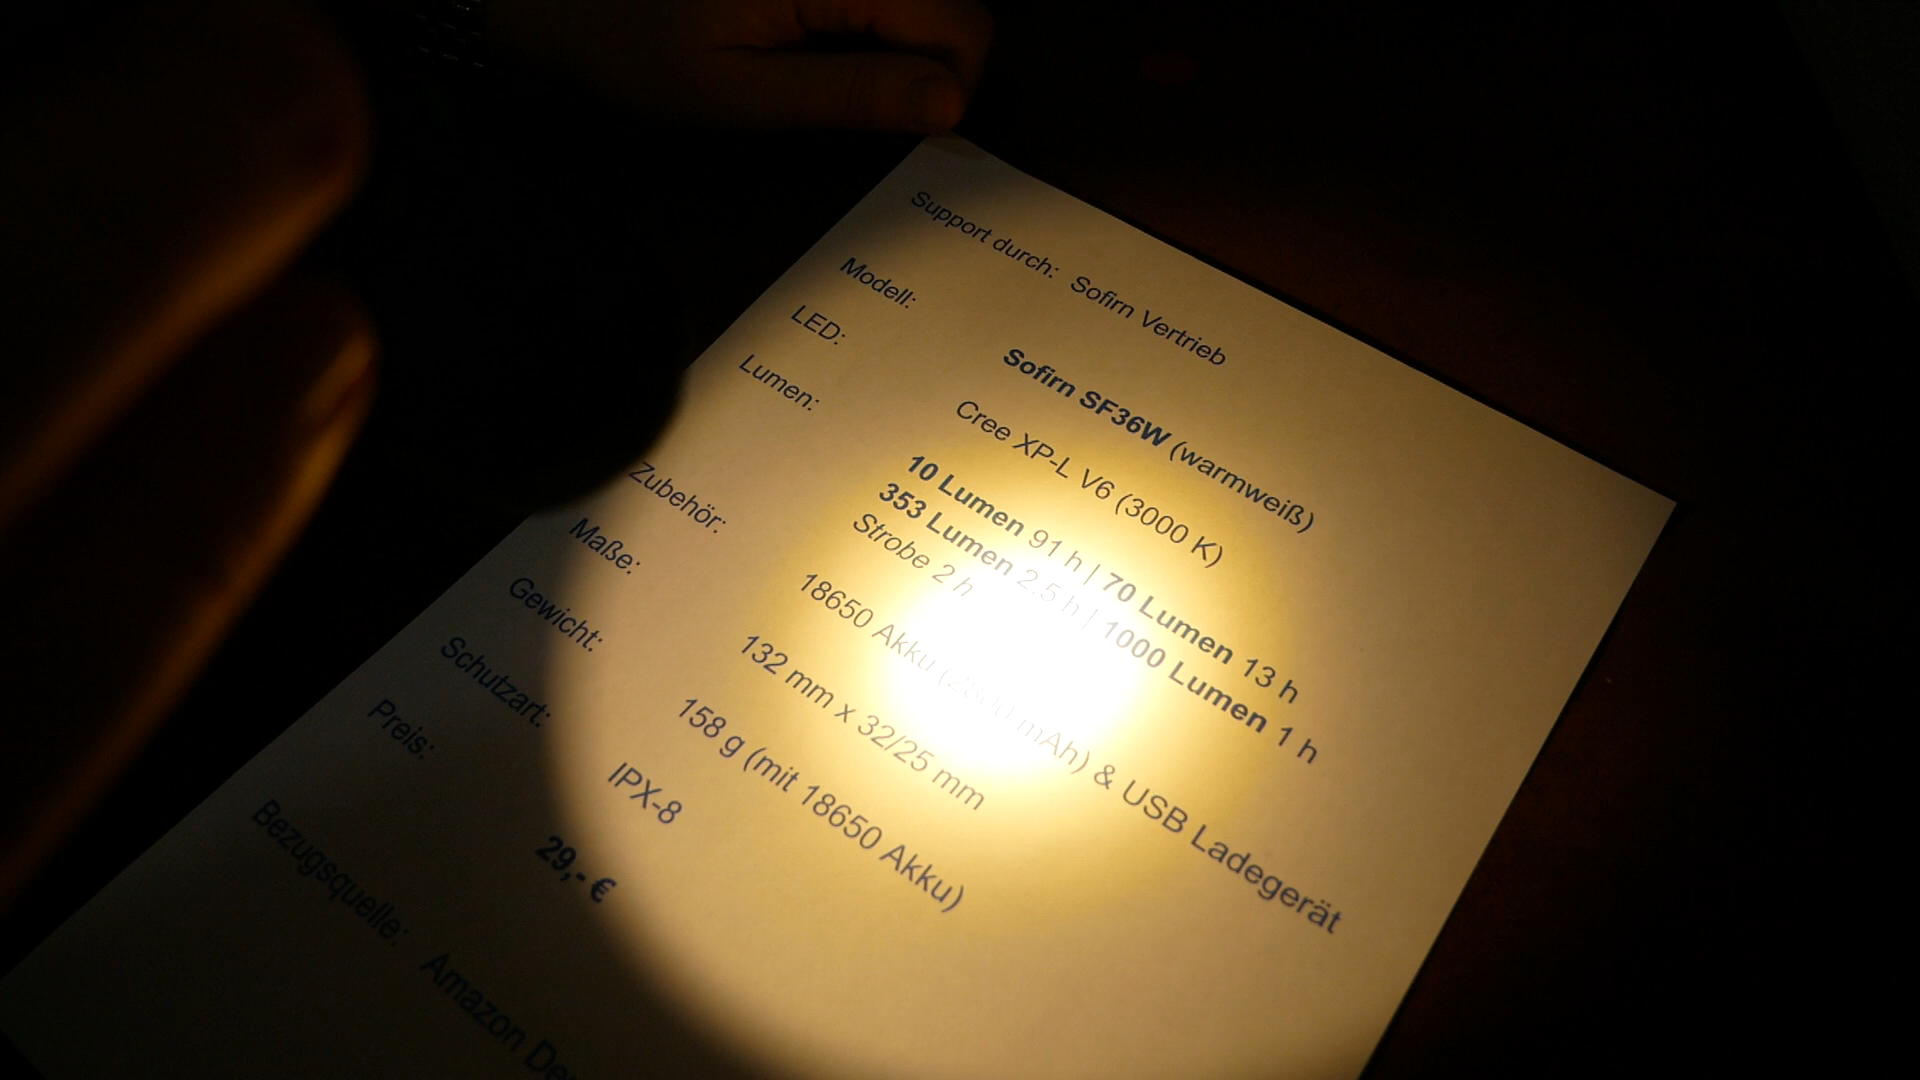 Support durch: Sofirn Vertrieb
Modell: Sofirn SF36W (warmweiß)
LED: Cree XP-L V6 (3000 K)
Lumen: 10 Lumen 91 h | 70 Lumen 13 h
353 Lumen 2.5 h | 1000 Lumen 1 h
Strobe 2 h
Zubehör: 18650 Akku mAh) & USB Ladegerät
Maße: 132 mm x 32/25 mm
Gewicht: 158 g (mit 18650 Akku)
Schutzart: IPX-8
Preis: 29,- €
Bezugsquelle: Amazon